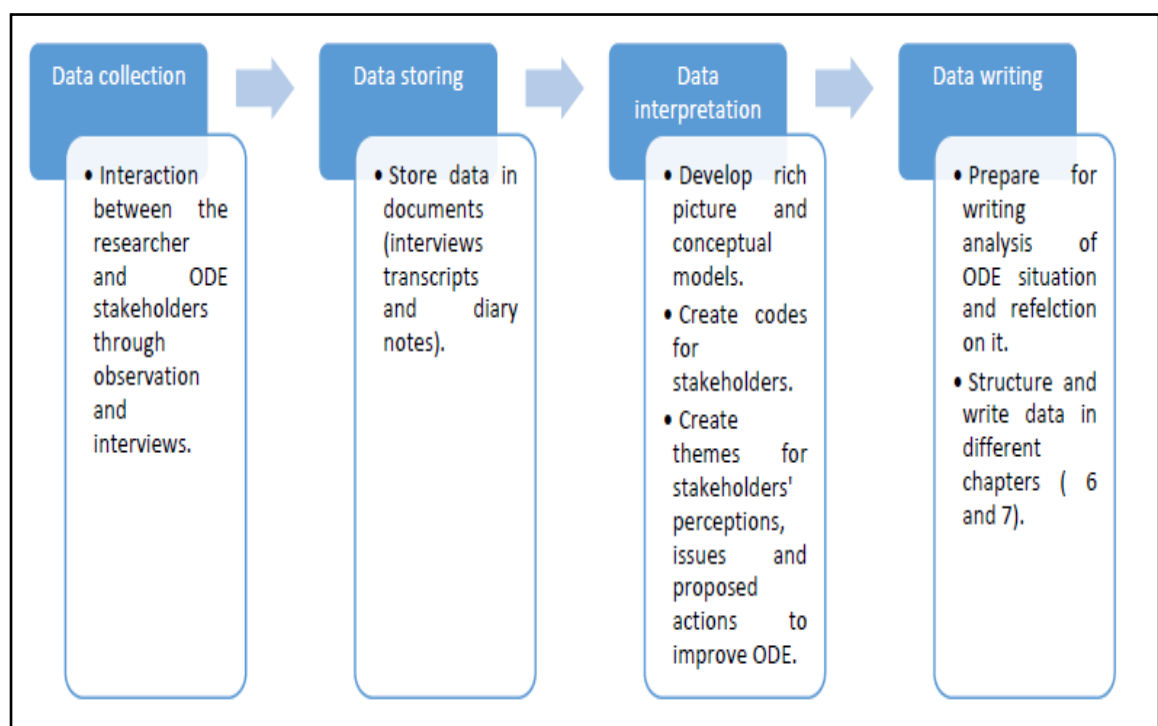 Data collection
• Interaction
between the
researcher
and ODE
stakeholders
through
observation
and
interviews.
Data storing
• Store data in
documents
(interviews
transcripts
and diary
notes).
Data
interpretation
• Develop rich
picture and
conceptual
models.
• Create codes
for
stakeholders.
• Create
themes for
stakeholders'
perceptions,
issues and
proposed
actions to
improve ODE.
Data writing
• Prepare for
writing
analysis of
ODE situation
and refelction
on it.
• Structure and
write data in
different
chapters ( 6
and 7).